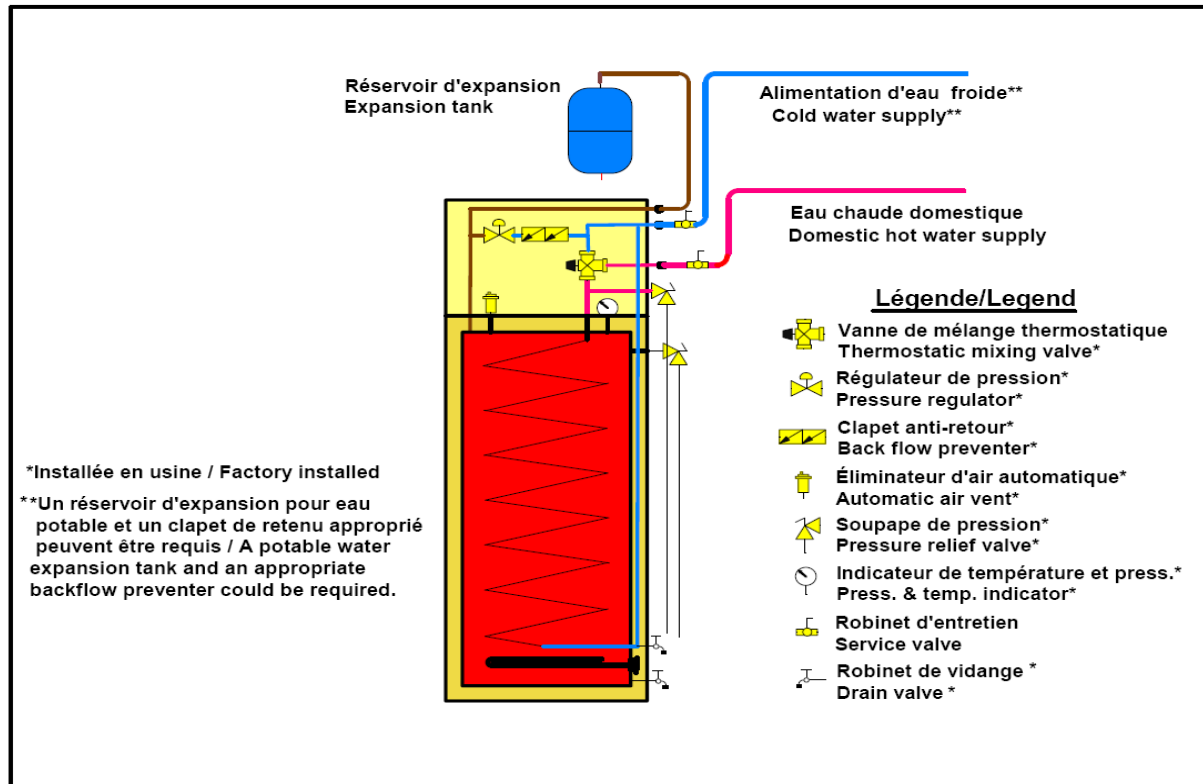 Réservoir d'expansion
Expansion tank
Alimentation d'eau froide**
Cold water supply**
Eau chaude domestique
Domestic hot water supply
Légende/Legend
Vanne de mélange thermostatique
Thermostatic mixing valve*
Régulateur de pression*
Pressure regulator*
Clapet anti-retour*
Back flow preventer*
Éliminateur d'air automatique*
Automatic air vent*
Soupape de pression*
Pressure relief valve*
Indicateur de température et press.*
Press. & temp. indicator*
Robinet d'entretien
Service valve
Robinet de vidange *
Drain valve *
*Installée en usine / Factory installed
**Un réservoir d'expansion pour eau
potable et un clapet de retenu approprié
peuvent être requis / A potable water
expansion tank and an appropriate
backflow preventer could be required.